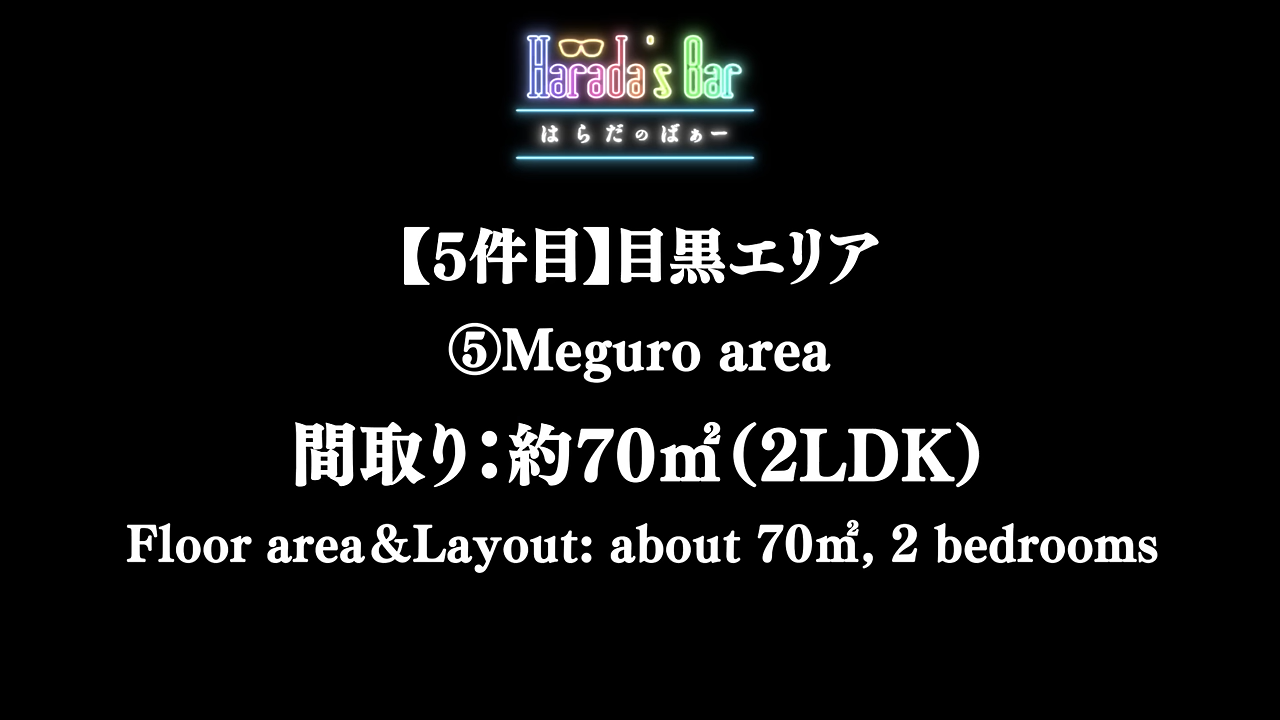 Harada's Bar
はらだのばぁー
【5件目】目黒エリア
⑤Meguro area
間取り：約70㎡（2LDK）
Floor area＆Layout: about 70㎡, 2 bedrooms